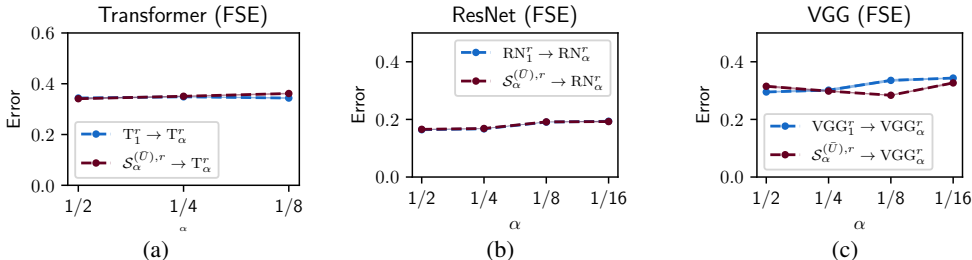 Transformer (FSE)
0.6
0.4
0.2
0.0
Error
T₁ʳ → T_αʳ
𝒮_α^{(Ū),r} → T_αʳ
1/2 1/4 1/8
α
(a)
ResNet (FSE)
0.4
0.2
0.0
Error
RN₁ʳ → RN_αʳ
𝒮_α^{(Ū),r} → RN_αʳ
1/2 1/4 1/8 1/16
α
(b)
VGG (FSE)
0.4
0.2
0.0
Error
VGG₁ʳ → VGG_αʳ
𝒮_α^{(Ū),r} → VGG_αʳ
1/2 1/4 1/8 1/16
α
(c)